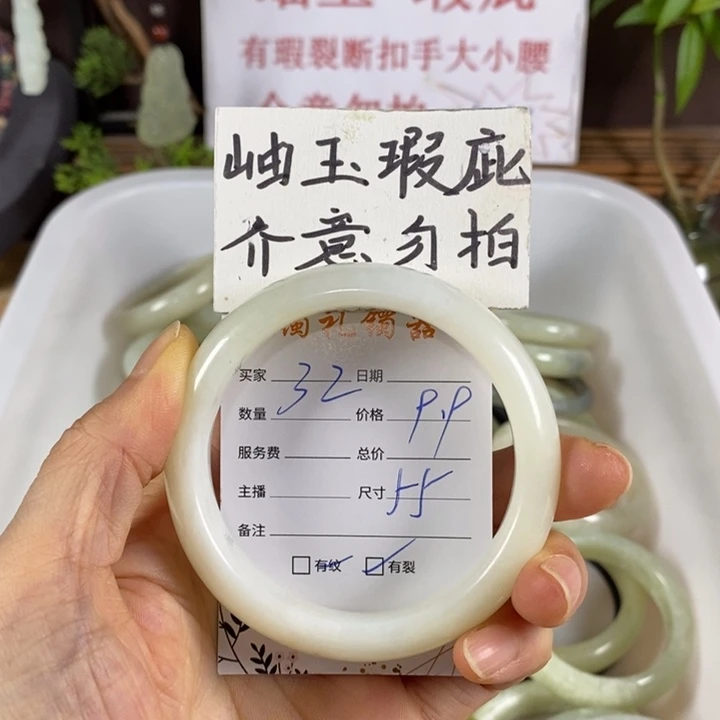 有瑕裂断扣手大小腰
岫玉瑕疵
介意勿拍
买家 32 日期
数量 价格 9.9
服务费 总价
主播 尺寸 55
备注
有纹 有裂